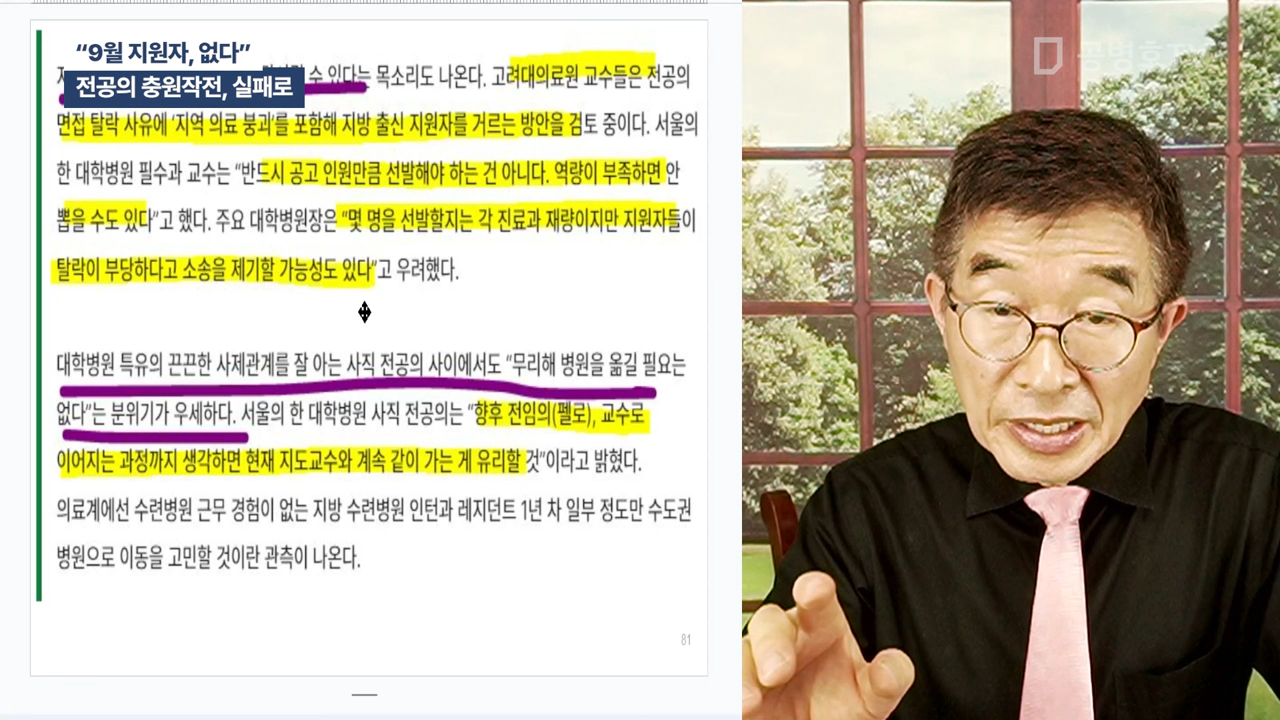 “9월 지원자, 없다”
전공의 충원작전, 실패로
수 있다는 목소리도 나온다. 고려대의료원 교수들은 전공의
면접 탈락 사유에 ‘지역 의료 붕괴’를 포함해 지방 출신 지원자를 거르는 방안을 검토 중이다. 서울의
한 대학병원 필수과 교수는 “반드시 공고 인원만큼 선발해야 하는 건 아니다. 역량이 부족하면 안
뽑을 수도 있다”고 했다. 주요 대학병원장은 “몇 명을 선발할지는 각 진료과 재량이지만 지원자들이
탈락이 부당하다고 소송을 제기할 가능성도 있다”고 우려했다.
대학병원 특유의 끈끈한 사제관계를 잘 아는 사직 전공의 사이에서도 “무리해 병원을 옮길 필요는
없다”는 분위기가 우세하다. 서울의 한 대학병원 사직 전공의는 “향후 전임의(펠로), 교수로
이어지는 과정까지 생각하면 현재 지도교수와 계속 같이 가는 게 유리할 것”이라고 밝혔다.
의료계에선 수련병원 근무 경험이 없는 지방 수련병원 인턴과 레지던트 1년 차 일부 정도만 수도권
병원으로 이동을 고민할 것이란 관측이 나온다.
81
공병호TV